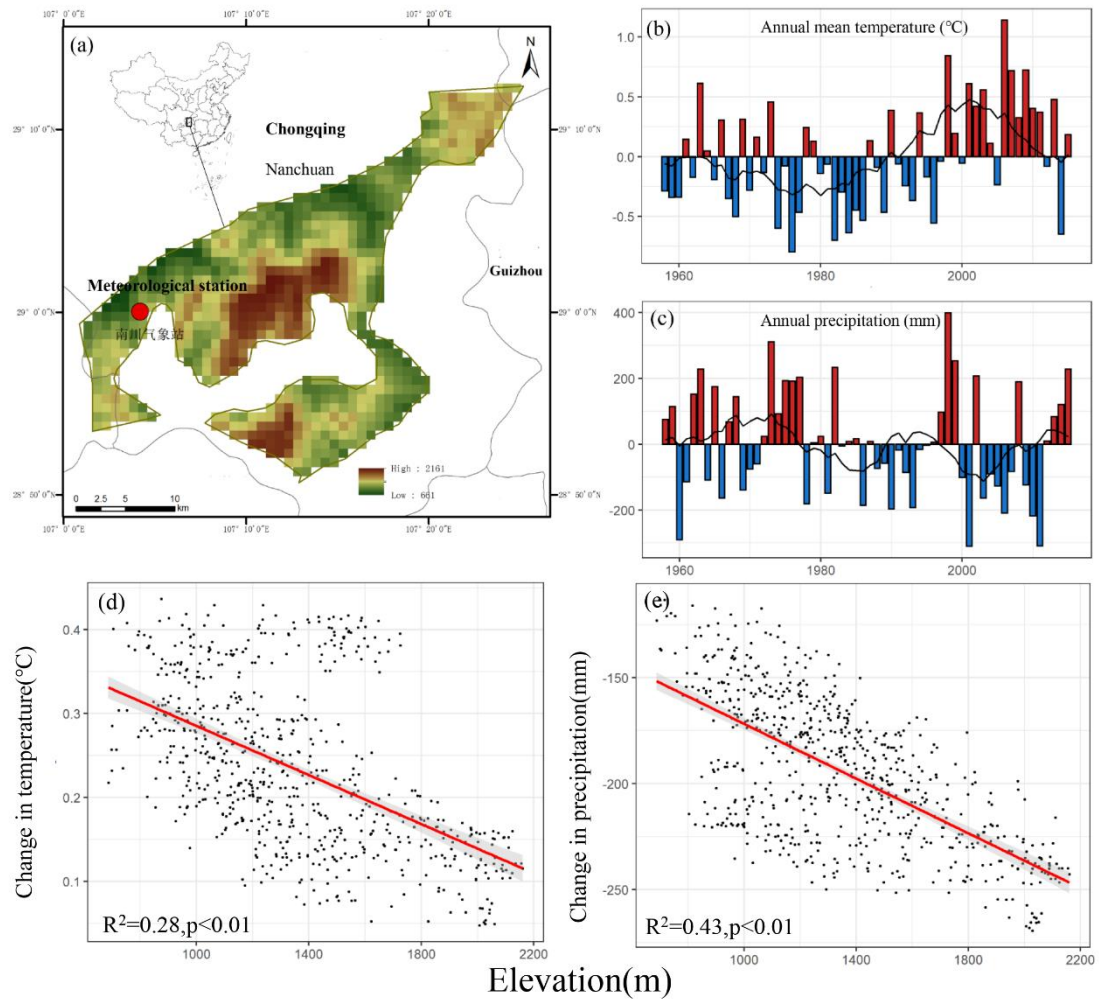 (a)
107° 10′ 0″E
107° 20′ 0″E
N
29° 10′ 0″N
29° 10′ 0″N
Chongqing
Nanchuan
Guizhou
Meteorological station
南川气象站
29° 0′ 0″N
29° 0′ 0″N
High : 2161
Low : 661
28° 50′ 0″N
28° 50′ 0″N
0 2.5 5 10
km
107° 0′ 0″E
107° 10′ 0″E
107° 20′ 0″E
(b)
Annual mean temperature (℃)
1.0
0.5
0.0
-0.5
1960 1980 2000
(c)
Annual precipitation (mm)
400
200
0
-200
1960 1980 2000
(d)
Change in temperature(℃)
0.4
0.3
0.2
0.1
R²=0.28,p<0.01
1000 1400 1800 2200
(e)
Change in precipitation(mm)
-150
-200
-250
R²=0.43,p<0.01
1000 1400 1800 2200
Elevation(m)